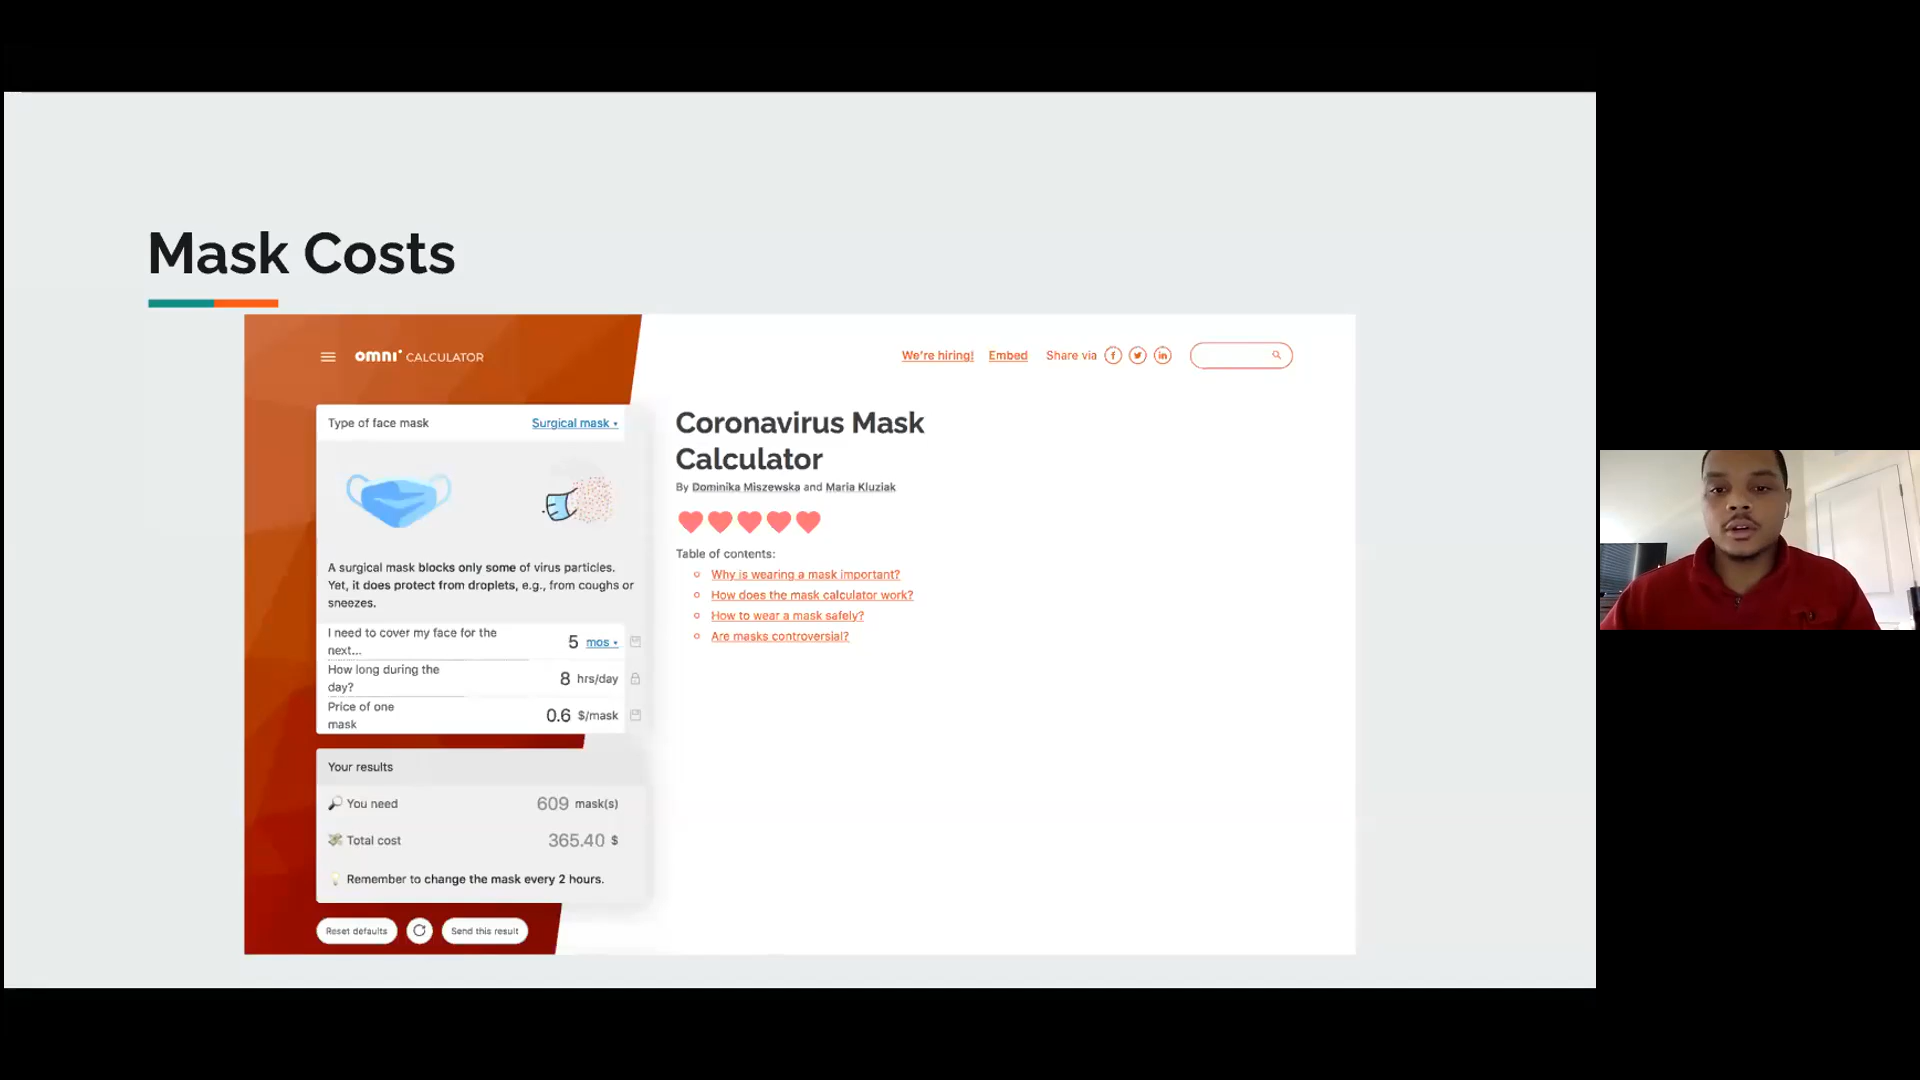 Mask Costs
omni CALCULATOR
We're hiring! Embed Share via
Type of face mask Surgical mask
A surgical mask blocks only some of virus particles.
Yet, it does protect from droplets, e.g., from coughs or
sneezes.
I need to cover my face for the
next... 5 mos
How long during the
day? 8 hrs/day
Price of one
mask 0.6 $/mask
Your results
You need 609 mask(s)
Total cost 365.40 $
Remember to change the mask every 2 hours.
Reset defaults Send this result
Coronavirus Mask
Calculator
By Dominika Miszewska and Maria Kluziak
Table of contents:
Why is wearing a mask important?
How does the mask calculator work?
How to wear a mask safely?
Are masks controversial?